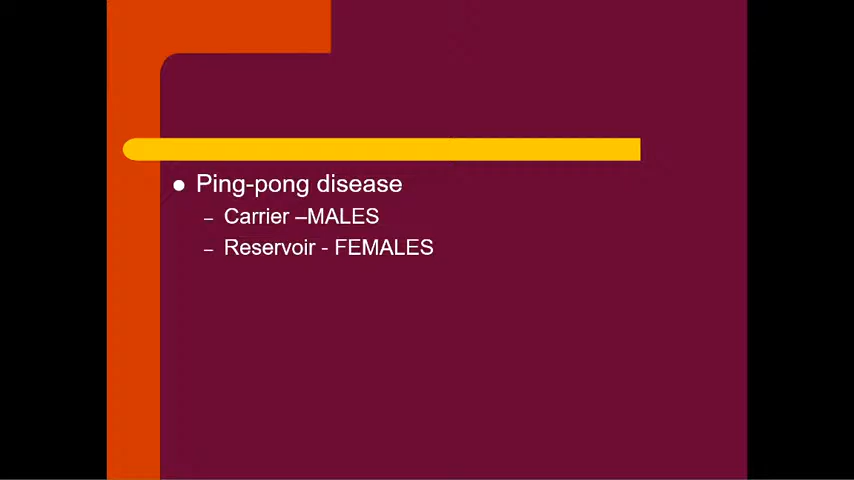 ● Ping-pong disease
– Carrier –MALES
– Reservoir - FEMALES